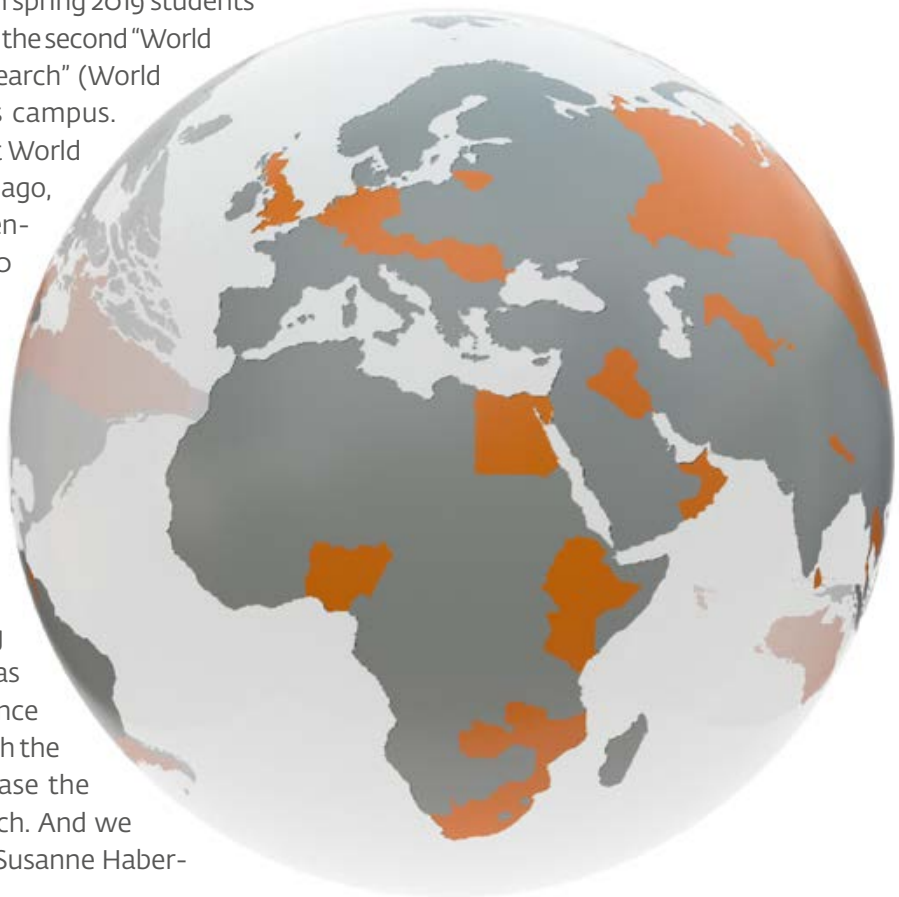 spring 2019 students
the second “World
earch” (World
campus.
World
ago,
en-
as
nce
h the
ase the
ch. And we
Susanne Haber-